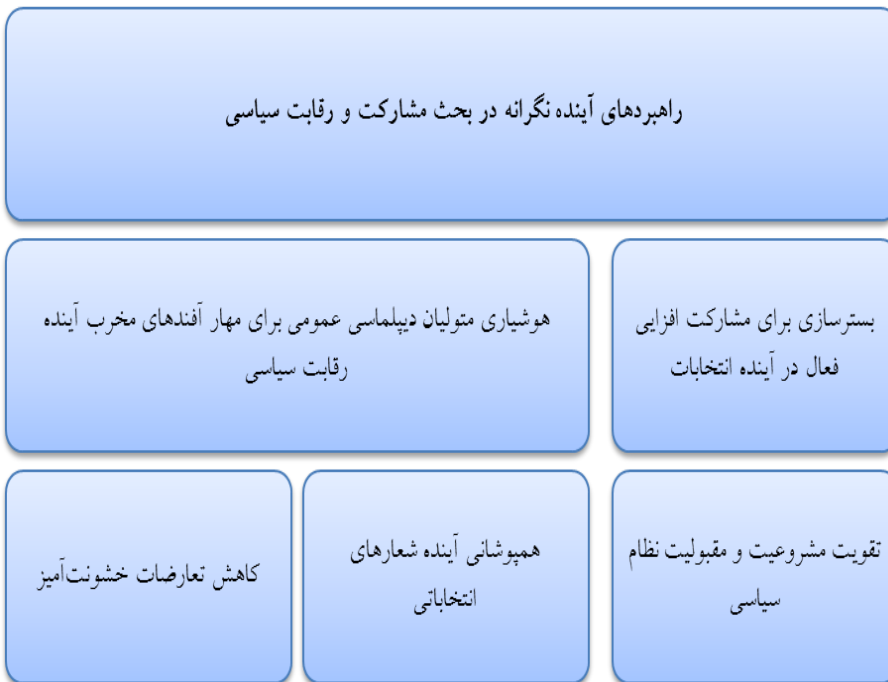 راهبردهای آینده نگرانه در بحث مشارکت و رقابت سیاسی
بسترسازی برای مشارکت افزایی
فعال در آینده انتخابات
هوشیاری متولیان دیپلماسی عمومی برای مهار آفندهای مخرب آینده
رقابت سیاسی
تقویت مشروعیت و مقبولیت نظام
سیاسی
همپوشانی آینده شعارهای
انتخاباتی
کاهش تعارضات خشونت‌آمیز